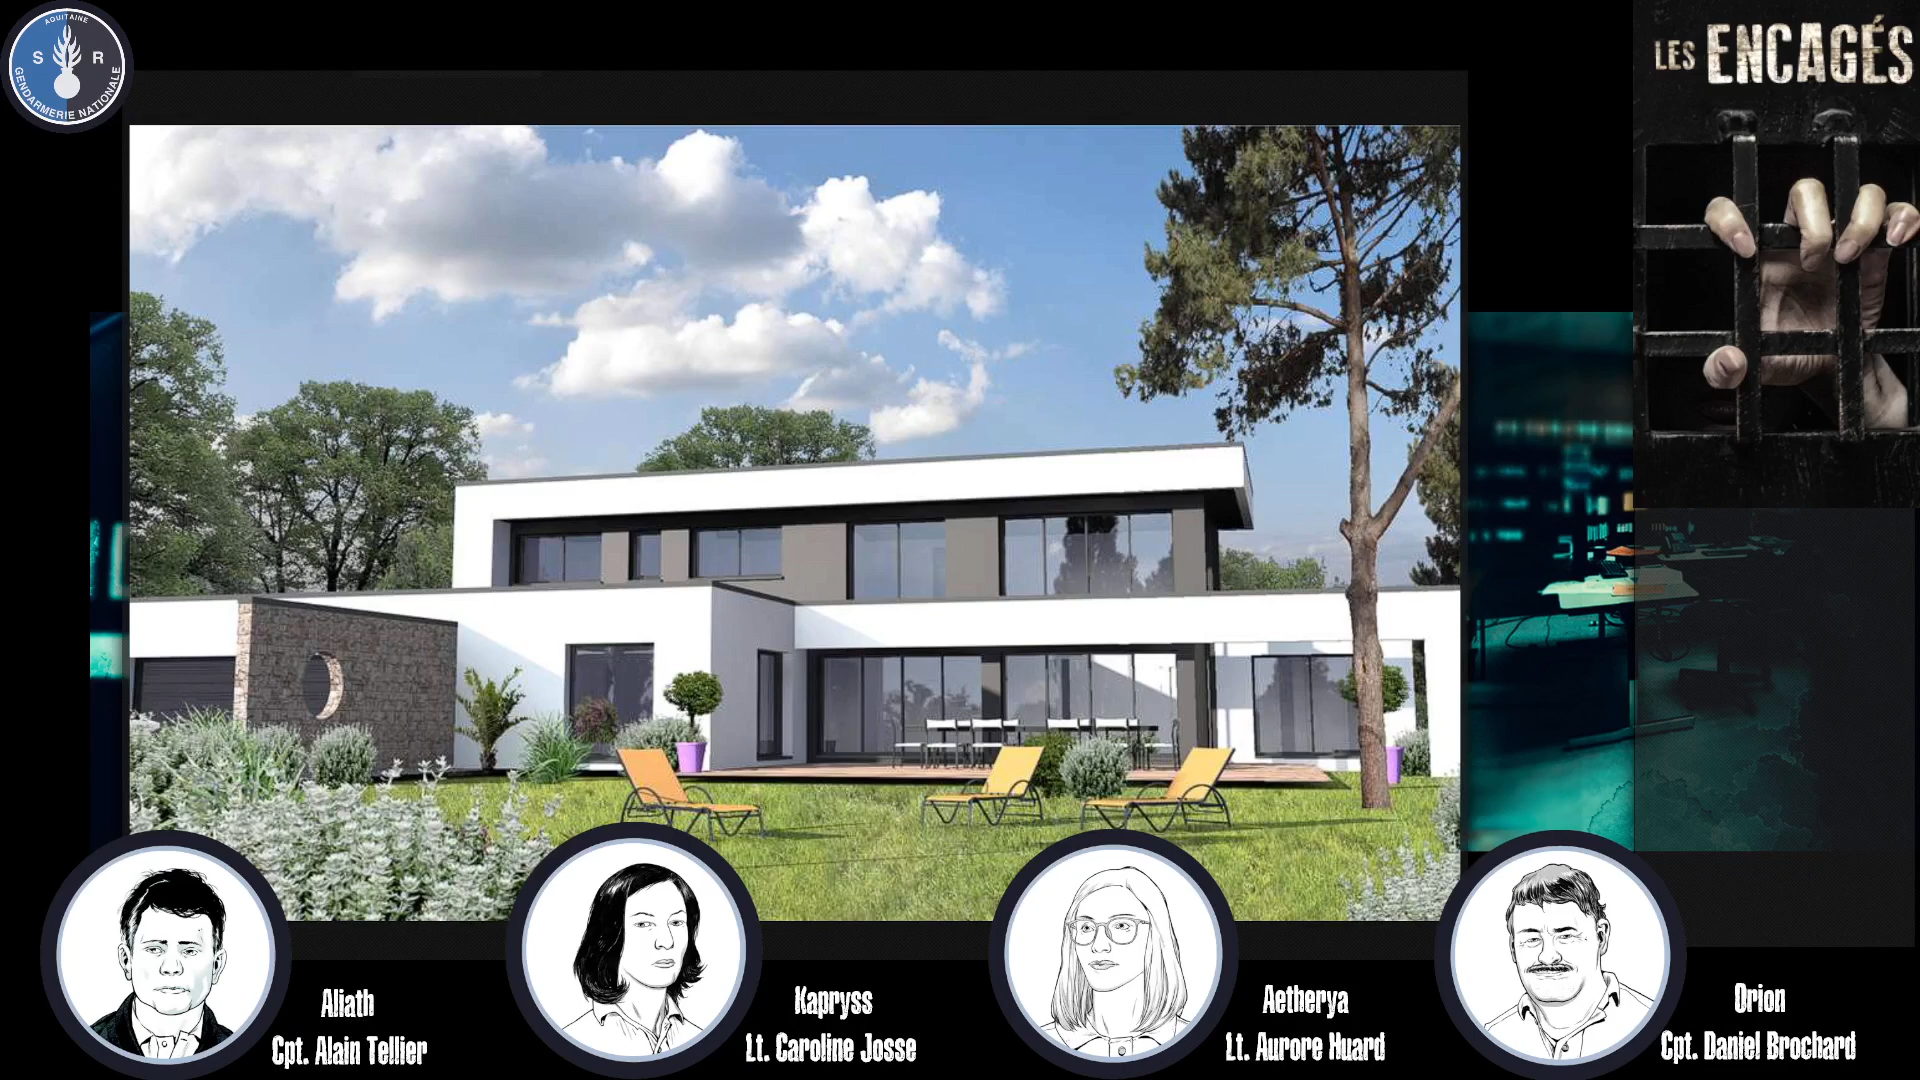 AQUITAINE
S R
GENDARMERIE NATIONALE
LES ENCAGÉS
Aliath
Cpt. Alain Tellier
Kapryss
Lt. Caroline Josse
Aetherya
Lt. Aurore Huard
Orion
Cpt. Daniel Brochard